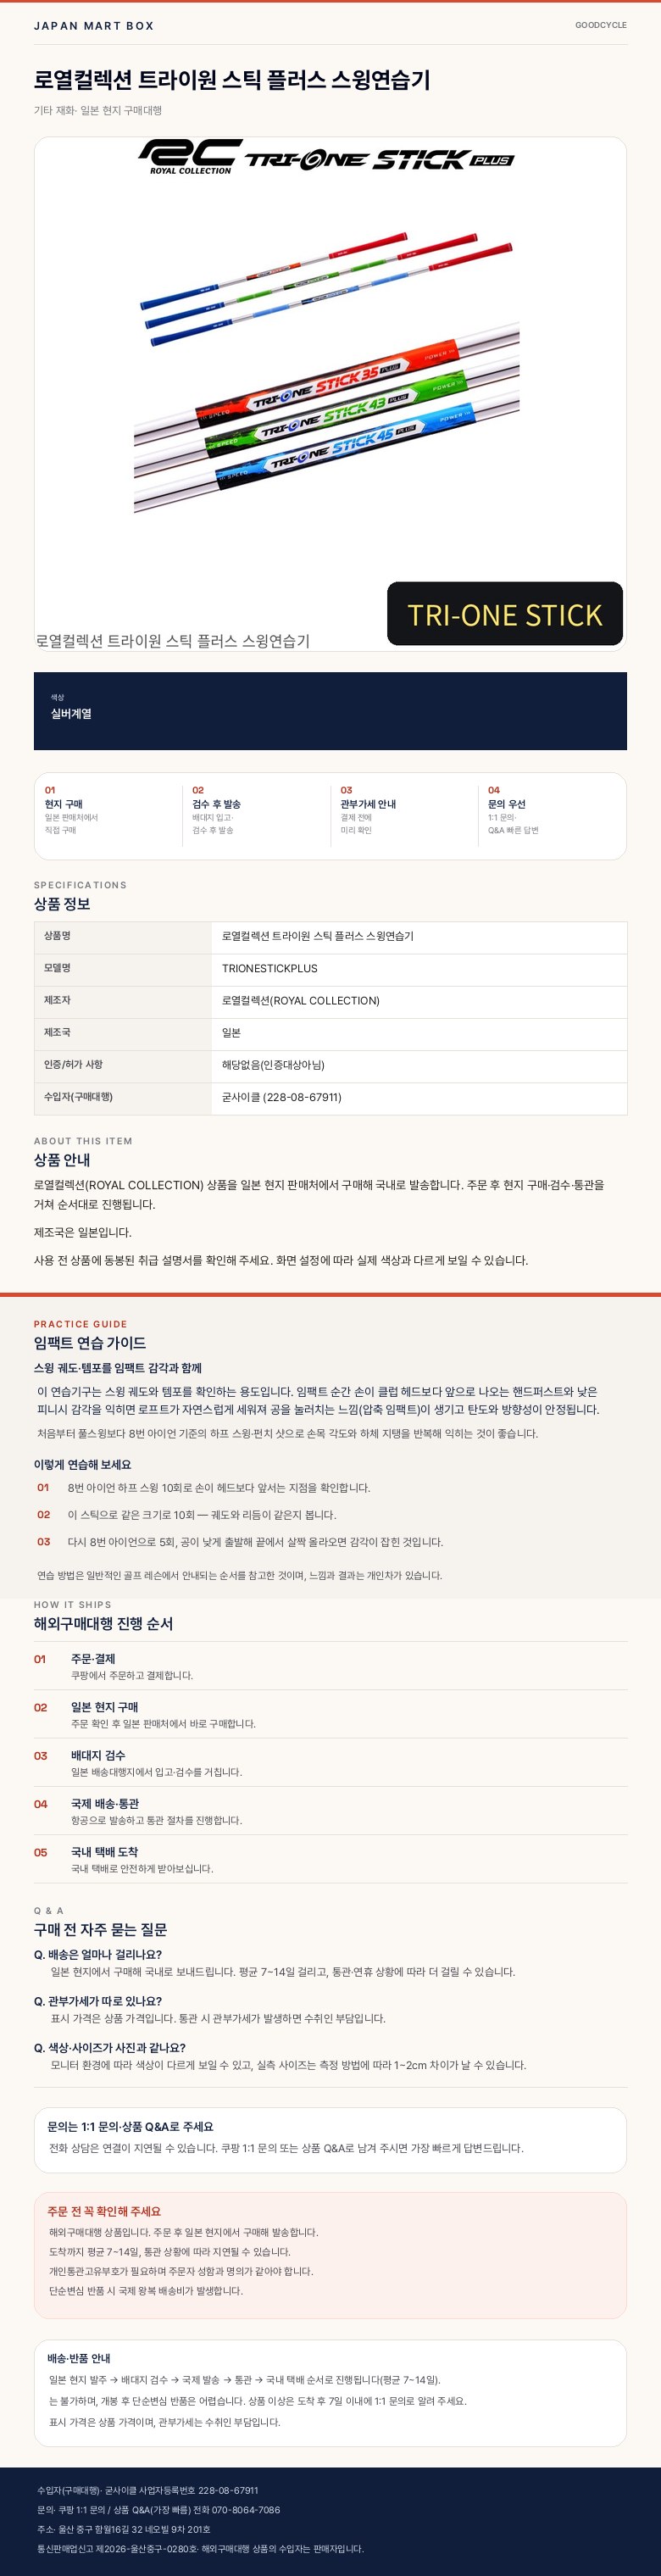 JAPAN MART BOX
GOODCYCLE
로열컬렉션 트라이원 스틱 플러스 스윙연습기
기타 재화· 일본 현지 구매대행
RC
ROYAL COLLECTION
TRI-ONE STICK PLUS
TRI-ONE STICK 35 PLUS
POWER
SPEED
TRI-ONE STICK 43 PLUS
POWER
SPEED
TRI-ONE STICK 45 PLUS
POWER
SPEED
TRI-ONE STICK
로열컬렉션 트라이원 스틱 플러스 스윙연습기
색상
실버계열
01
현지 구매
일본 판매처에서
직접 구매
02
검수 후 발송
배대지 입고·
검수 후 발송
03
관부가세 안내
결제 전에
미리 확인
04
문의 우선
1:1 문의·
Q&A 빠른 답변
SPECIFICATIONS
상품 정보
상품명 로열컬렉션 트라이원 스틱 플러스 스윙연습기
모델명 TRIONESTICKPLUS
제조자 로열컬렉션(ROYAL COLLECTION)
제조국 일본
인증/허가 사항 해당없음(인증대상아님)
수입자(구매대행) 굳사이클 (228-08-67911)
ABOUT THIS ITEM
상품 안내
로열컬렉션(ROYAL COLLECTION) 상품을 일본 현지 판매처에서 구매해 국내로 발송합니다. 주문 후 현지 구매·검수·통관을
거쳐 순서대로 진행됩니다.
제조국은 일본입니다.
사용 전 상품에 동봉된 취급 설명서를 확인해 주세요. 화면 설정에 따라 실제 색상과 다르게 보일 수 있습니다.
PRACTICE GUIDE
임팩트 연습 가이드
스윙 궤도·템포를 임팩트 감각과 함께
이 연습기구는 스윙 궤도와 템포를 확인하는 용도입니다. 임팩트 순간 손이 클럽 헤드보다 앞으로 나오는 핸드퍼스트와 낮은
피니시 감각을 익히면 로프트가 자연스럽게 세워져 공을 눌러치는 느낌(압축 임팩트)이 생기고 탄도와 방향성이 안정됩니다.
처음부터 풀스윙보다 8번 아이언 기준의 하프 스윙·펀치 샷으로 손목 각도와 하체 지탱을 반복해 익히는 것이 좋습니다.
이렇게 연습해 보세요
01 8번 아이언 하프 스윙 10회로 손이 헤드보다 앞서는 지점을 확인합니다.
02 이 스틱으로 같은 크기로 10회 — 궤도와 리듬이 같은지 봅니다.
03 다시 8번 아이언으로 5회, 공이 낮게 출발해 끝에서 살짝 올라오면 감각이 잡힌 것입니다.
연습 방법은 일반적인 골프 레슨에서 안내되는 순서를 참고한 것이며, 느낌과 결과는 개인차가 있습니다.
HOW IT SHIPS
해외구매대행 진행 순서
01 주문·결제
쿠팡에서 주문하고 결제합니다.
02 일본 현지 구매
주문 확인 후 일본 판매처에서 바로 구매합니다.
03 배대지 검수
일본 배송대행지에서 입고·검수를 거칩니다.
04 국제 배송·통관
항공으로 발송하고 통관 절차를 진행합니다.
05 국내 택배 도착
국내 택배로 안전하게 받아보십니다.
Q & A
구매 전 자주 묻는 질문
Q. 배송은 얼마나 걸리나요?
일본 현지에서 구매해 국내로 보내드립니다. 평균 7~14일 걸리고, 통관·연휴 상황에 따라 더 걸릴 수 있습니다.
Q. 관부가세가 따로 있나요?
표시 가격은 상품 가격입니다. 통관 시 관부가세가 발생하면 수취인 부담입니다.
Q. 색상·사이즈가 사진과 같나요?
모니터 환경에 따라 색상이 다르게 보일 수 있고, 실측 사이즈는 측정 방법에 따라 1~2cm 차이가 날 수 있습니다.
문의는 1:1 문의·상품 Q&A로 주세요
전화 상담은 연결이 지연될 수 있습니다. 쿠팡 1:1 문의 또는 상품 Q&A로 남겨 주시면 가장 빠르게 답변드립니다.
주문 전 꼭 확인해 주세요
해외구매대행 상품입니다. 주문 후 일본 현지에서 구매해 발송합니다.
도착까지 평균 7~14일, 통관 상황에 따라 지연될 수 있습니다.
개인통관고유부호가 필요하며 주문자 성함과 명의가 같아야 합니다.
단순변심 반품 시 국제 왕복 배송비가 발생합니다.
배송·반품 안내
일본 현지 발주 → 배대지 검수 → 국제 발송 → 통관 → 국내 택배 순서로 진행됩니다(평균 7~14일).
는 불가하며, 개봉 후 단순변심 반품은 어렵습니다. 상품 이상은 도착 후 7일 이내에 1:1 문의로 알려 주세요.
표시 가격은 상품 가격이며, 관부가세는 수취인 부담입니다.
수입자(구매대행)· 굳사이클 사업자등록번호 228-08-67911
문의· 쿠팡 1:1 문의 / 상품 Q&A(가장 빠름) 전화 070-8064-7086
주소· 울산 중구 함월16길 32 네오빌 9차 201호
통신판매업신고 제2026-울산중구-0280호· 해외구매대행 상품의 수입자는 판매자입니다.